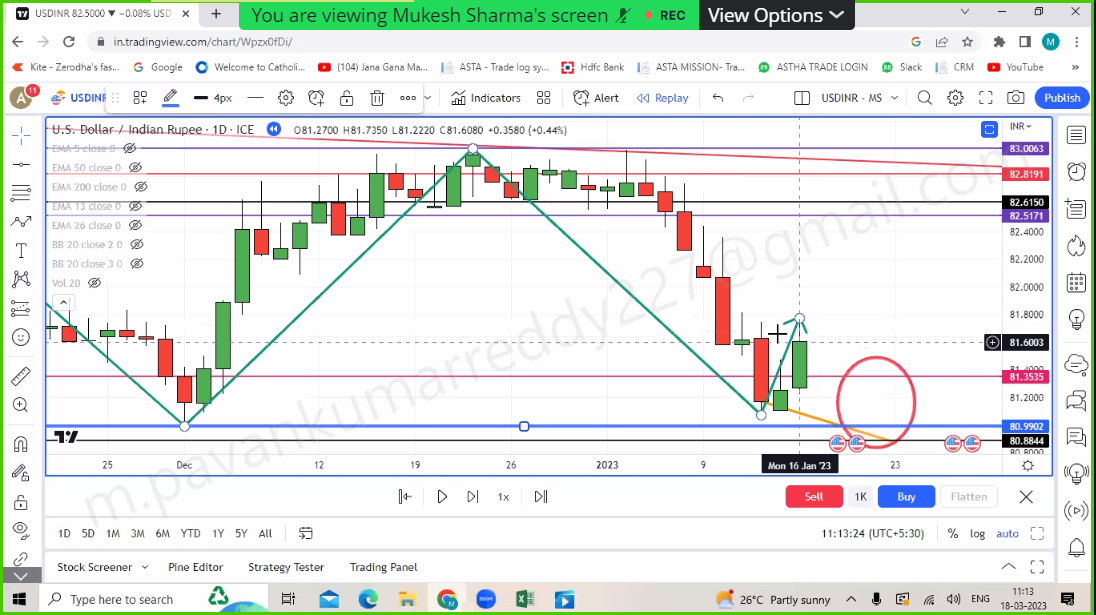 USDINR 82.5000 ▼ −0.08% USD
You are viewing Mukesh Sharma's screen
REC
View Options
in.tradingview.com/chart/Wpzx0fDi/
M
Kite - Zerodha's fas...
Google
Welcome to Catholi...
(104) Jana Gana Ma...
ASTA - Trade log sy...
Hdfc Bank
ASTA MISSION- Tra...
ASTHA TRADE LOGIN
Slack
CRM
YouTube
A 11
USDINR
4px
Indicators
Alert
Replay
USDINR - MS
Publish
U.S. Dollar / Indian Rupee · 1D · ICE
O81.2700 H81.7350 L81.2220 C81.6080 +0.3580 (+0.44%)
INR
EMA 5 close 0
EMA 50 close 0
EMA 200 close 0
EMA 13 close 0
EMA 26 close 0
BB 20 close 2 0
BB 20 close 3 0
Vol 20
83.0063
82.8191
82.6150
82.5171
82.4000
82.2000
82.0000
81.8000
81.6003
81.4000
81.3535
81.2000
80.9902
80.8844
80.8000
m.pavankumarreddy227@gmail.com
25
Dec
12
19
26
2023
9
Mon 16 Jan '23
23
1x
Sell
1K
Buy
Flatten
1D
5D
1M
3M
6M
YTD
1Y
5Y
All
11:13:24 (UTC+5:30)
%
log
auto
Stock Screener
Pine Editor
Strategy Tester
Trading Panel
Type here to search
zoom
26°C Partly sunny
ENG
11:13
18-03-2023